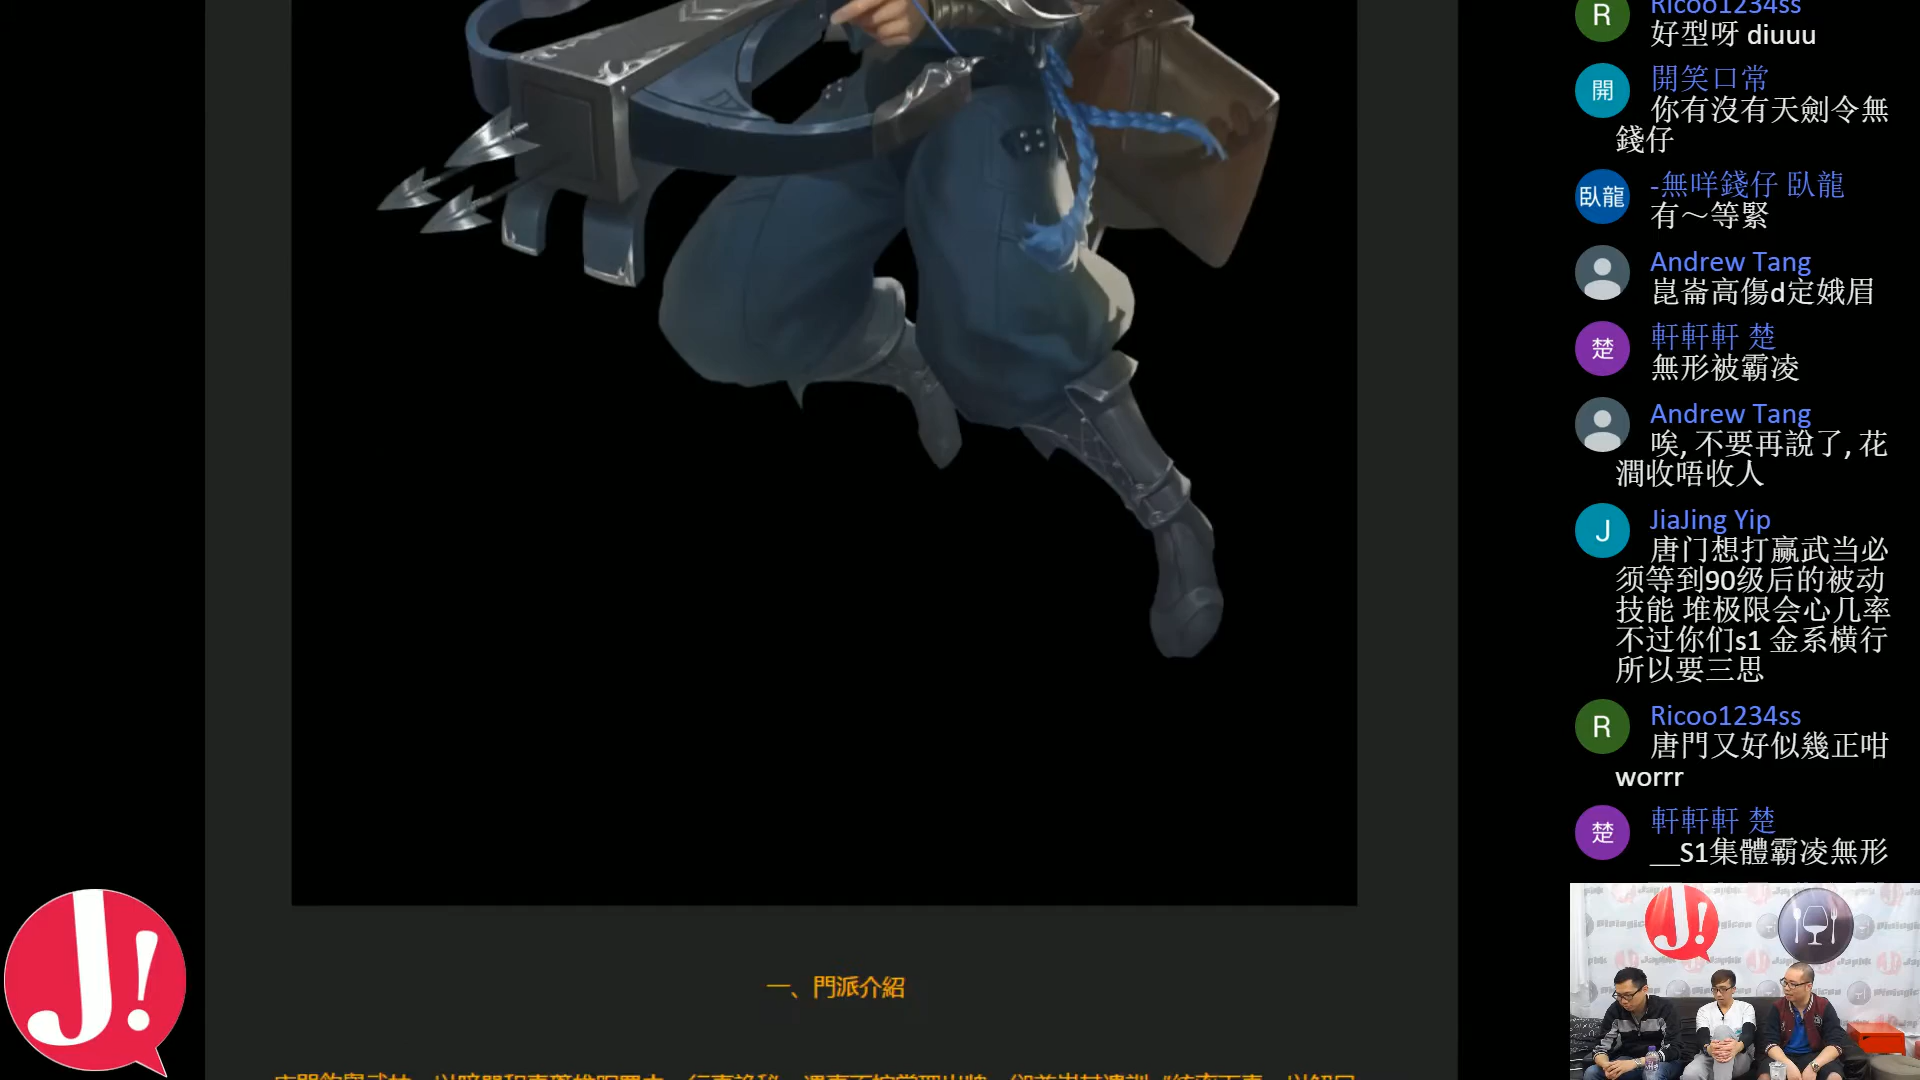 Ricoo1234ss
R
好型呀 diuuu
開笑口常
開
你有沒有天劍令無
錢仔
-無咩錢仔 臥龍
臥龍
有～等緊
Andrew Tang
崑崙高傷d定娥眉
軒軒軒 楚
楚
無形被霸凌
Andrew Tang
唉, 不要再說了, 花
澗收唔收人
JiaJing Yip
J
唐门想打赢武当必
须等到90级后的被动
技能 堆极限会心几率
不过你们s1 金系横行
所以要三思
Ricoo1234ss
R
唐門又好似幾正咁
worrr
軒軒軒 楚
楚
__S1集體霸凌無形
J!
J!
一、門派介紹